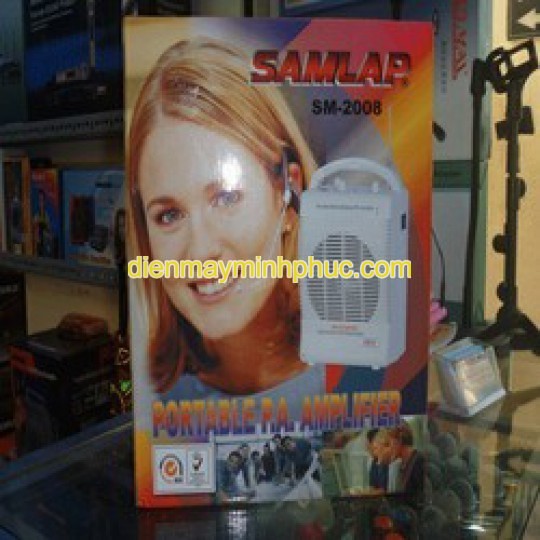 SAMLAP
SM-2008
dienmayminhphuc.com
PORTABLE P.A. AMPLIFIER